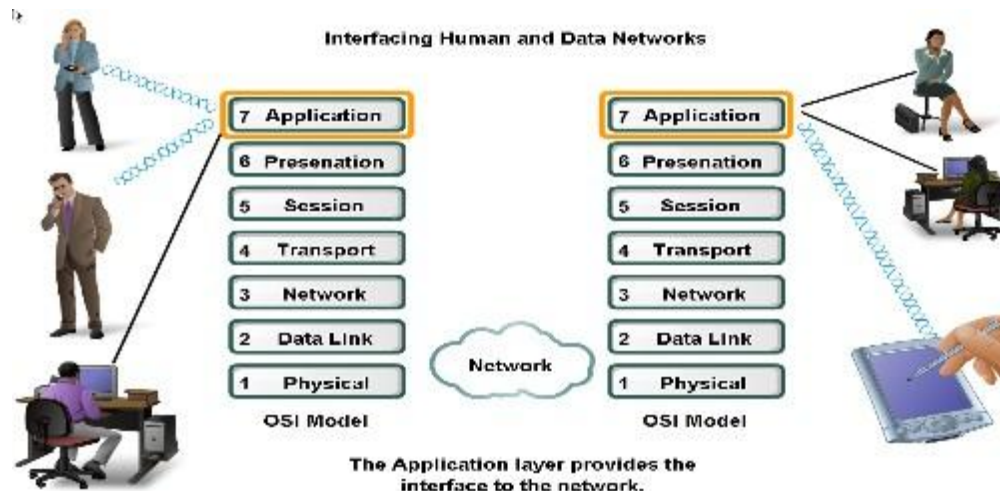 Interfacing Human and Data Networks
7 Application
6 Presenation
5 Session
4 Transport
3 Network
2 Data Link
1 Physical
OSI Model
Network
7 Application
6 Presenation
5 Session
4 Transport
3 Network
2 Data Link
1 Physical
OSI Model
The Application layer provides the
interface to the network.